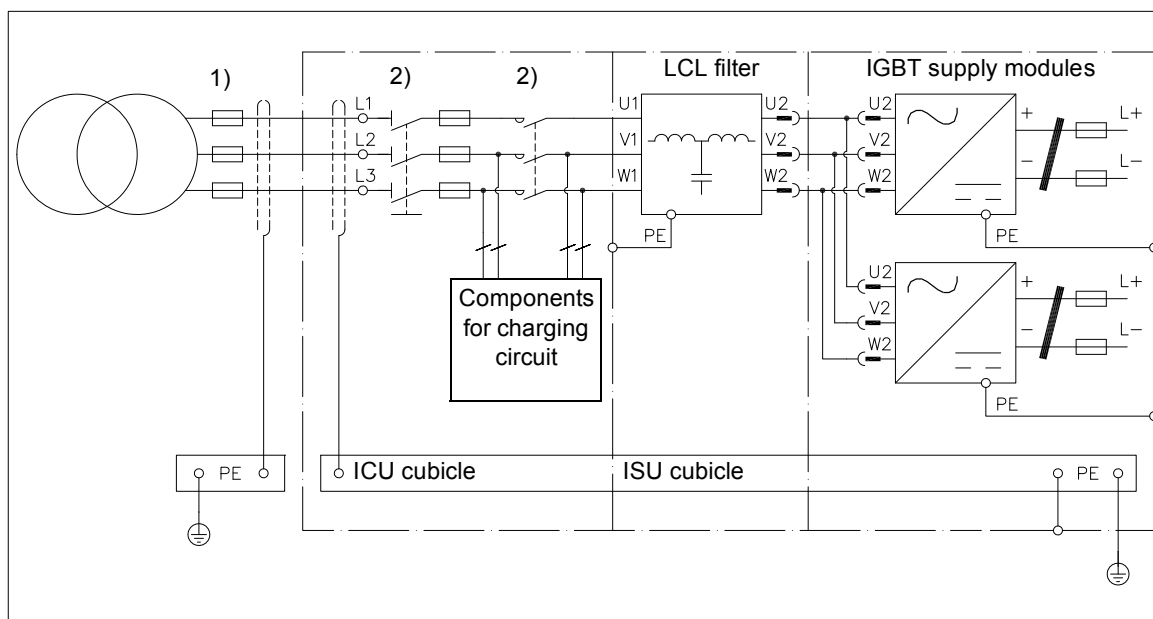 1)
2)
2)
LCL filter
IGBT supply modules
L1
L2
L3
U1
V1
W1
U2
V2
W2
PE
U2
V2
W2
+
−
L+
L−
PE
U2
V2
W2
+
−
L+
L−
PE
Components
for charging
circuit
PE
ICU cubicle
ISU cubicle
PE